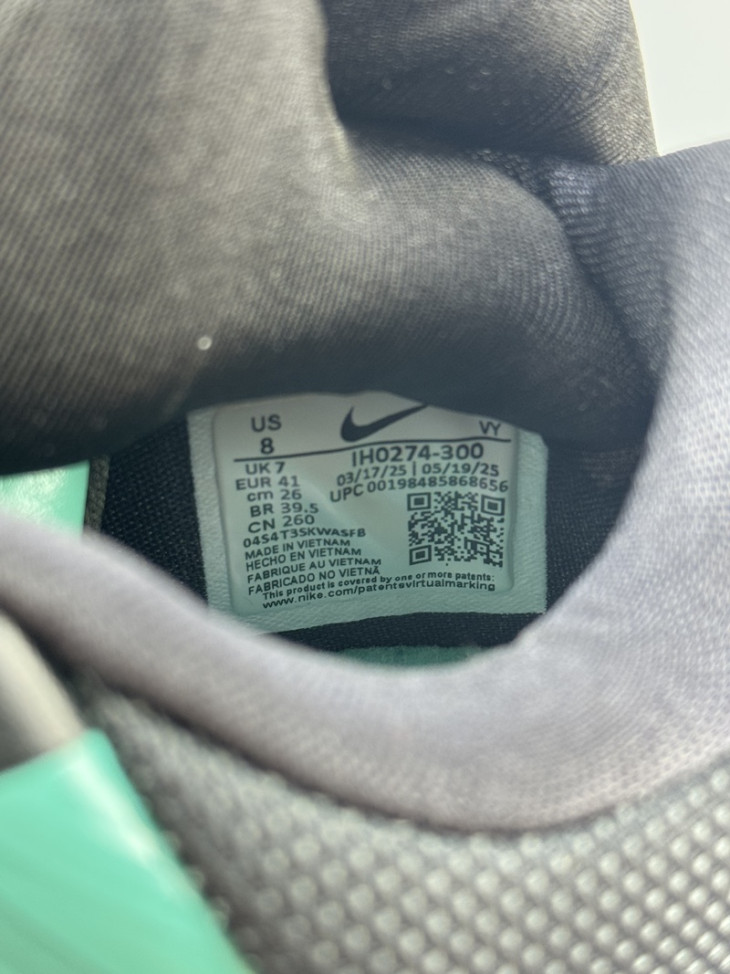 US
8
VY
IH0274-300
03/17/25 | 05/19/25
UPC 00198485868656
UK 7
EUR 41
cm 26
BR 39.5
CN 260
04S4T3SKWASFB
MADE IN VIETNAM
HECHO EN VIETNAM
FABRIQUE AU VIETNAM
FABRICADO NO VIETNÃ
This product is covered by one or more patents:
www.nike.com/patentsvirtualmarking